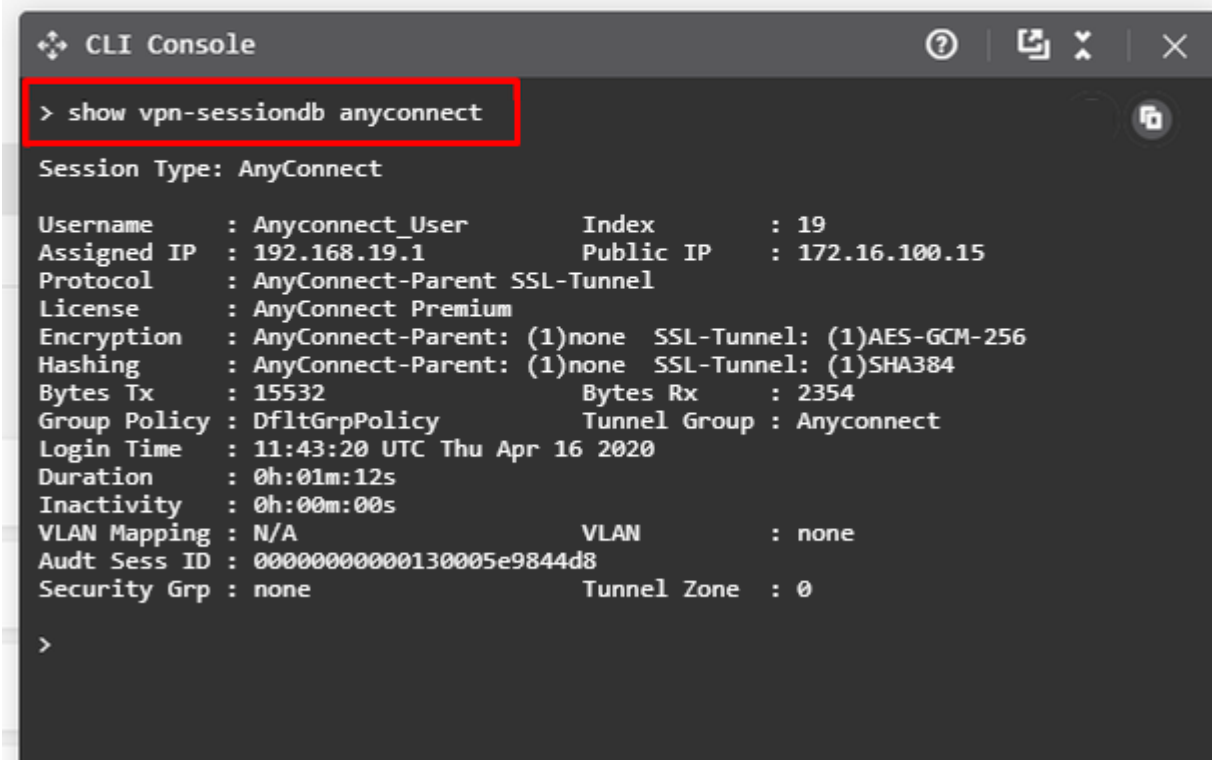 CLI Console
> show vpn-sessiondb anyconnect
Session Type: AnyConnect
Username     : Anyconnect_User        Index        : 19
Assigned IP  : 192.168.19.1           Public IP    : 172.16.100.15
Protocol     : AnyConnect-Parent SSL-Tunnel
License      : AnyConnect Premium
Encryption   : AnyConnect-Parent: (1)none  SSL-Tunnel: (1)AES-GCM-256
Hashing      : AnyConnect-Parent: (1)none  SSL-Tunnel: (1)SHA384
Bytes Tx     : 15532                  Bytes Rx     : 2354
Group Policy : DfltGrpPolicy          Tunnel Group : Anyconnect
Login Time   : 11:43:20 UTC Thu Apr 16 2020
Duration     : 0h:01m:12s
Inactivity   : 0h:00m:00s
VLAN Mapping : N/A                    VLAN         : none
Audt Sess ID : 00000000000130005e9844d8
Security Grp : none                   Tunnel Zone  : 0
>